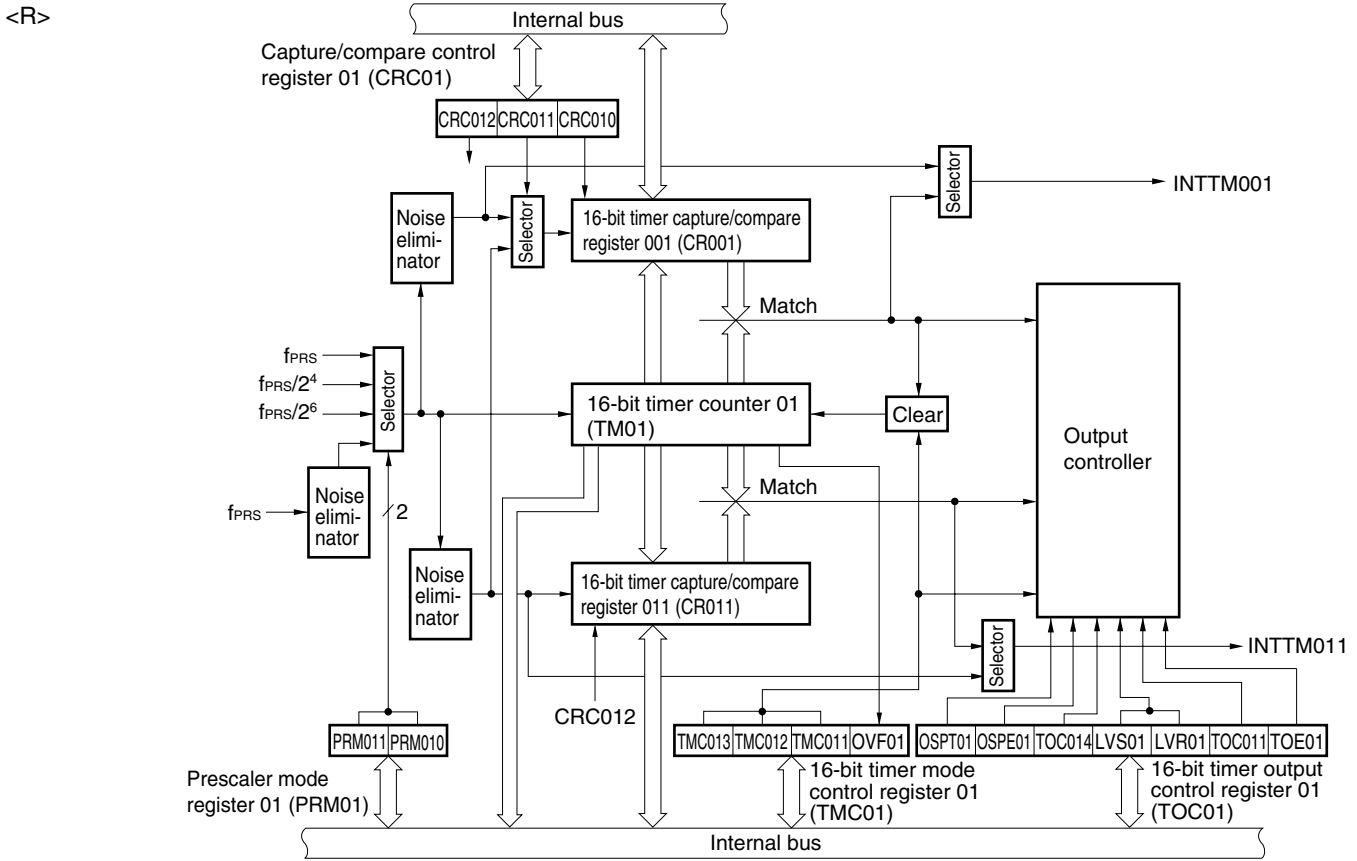 <R>
Internal bus
Capture/compare control
register 01 (CRC01)
CRC012 CRC011 CRC010
Noise
elimi-
nator
Selector
16-bit timer capture/compare
register 001 (CR001)
Selector
INTTM001
Match
fPRS
fPRS/2⁴
fPRS/2⁶
Selector
16-bit timer counter 01
(TM01)
Clear
Output
controller
fPRS
Noise
elimi-
nator
2
Match
Noise
elimi-
nator
16-bit timer capture/compare
register 011 (CR011)
Selector
INTTM011
CRC012
PRM011 PRM010
TMC013 TMC012 TMC011 OVF01
OSPT01 OSPE01 TOC014 LVS01 LVR01 TOC011 TOE01
Prescaler mode
register 01 (PRM01)
16-bit timer mode
control register 01
(TMC01)
16-bit timer output
control register 01
(TOC01)
Internal bus